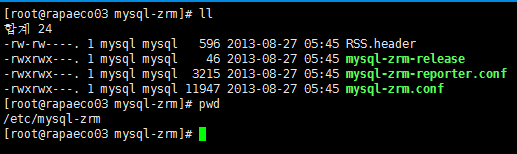 [root@rapaeco03 mysql-zrm]# ll
합계 24
-rw-rw----. 1 mysql mysql   596 2013-08-27 05:45 RSS.header
-rwxrwx---. 1 mysql mysql    46 2013-08-27 05:45 mysql-zrm-release
-rwxrwx---. 1 mysql mysql  3215 2013-08-27 05:45 mysql-zrm-reporter.conf
-rwxrwx---. 1 mysql mysql 11947 2013-08-27 05:45 mysql-zrm.conf
[root@rapaeco03 mysql-zrm]# pwd
/etc/mysql-zrm
[root@rapaeco03 mysql-zrm]#